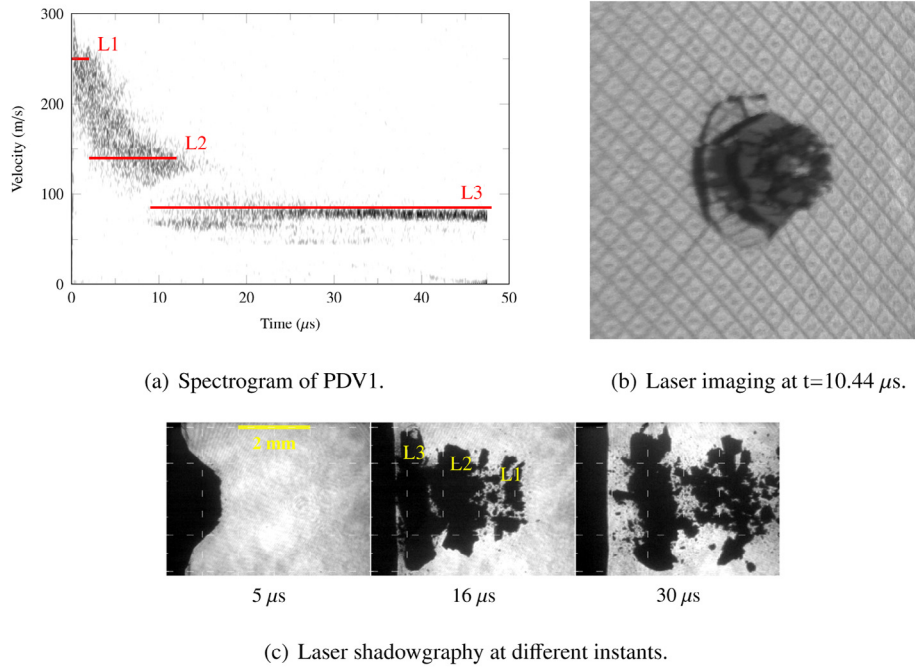 300
200
100
0
Velocity (m/s)
L1
L2
L3
0 10 20 30 40 50
Time (μs)
(a) Spectrogram of PDV1.
(b) Laser imaging at t=10.44 μs.
2 mm
L3
L2
L1
5 μs
16 μs
30 μs
(c) Laser shadowgraphy at different instants.